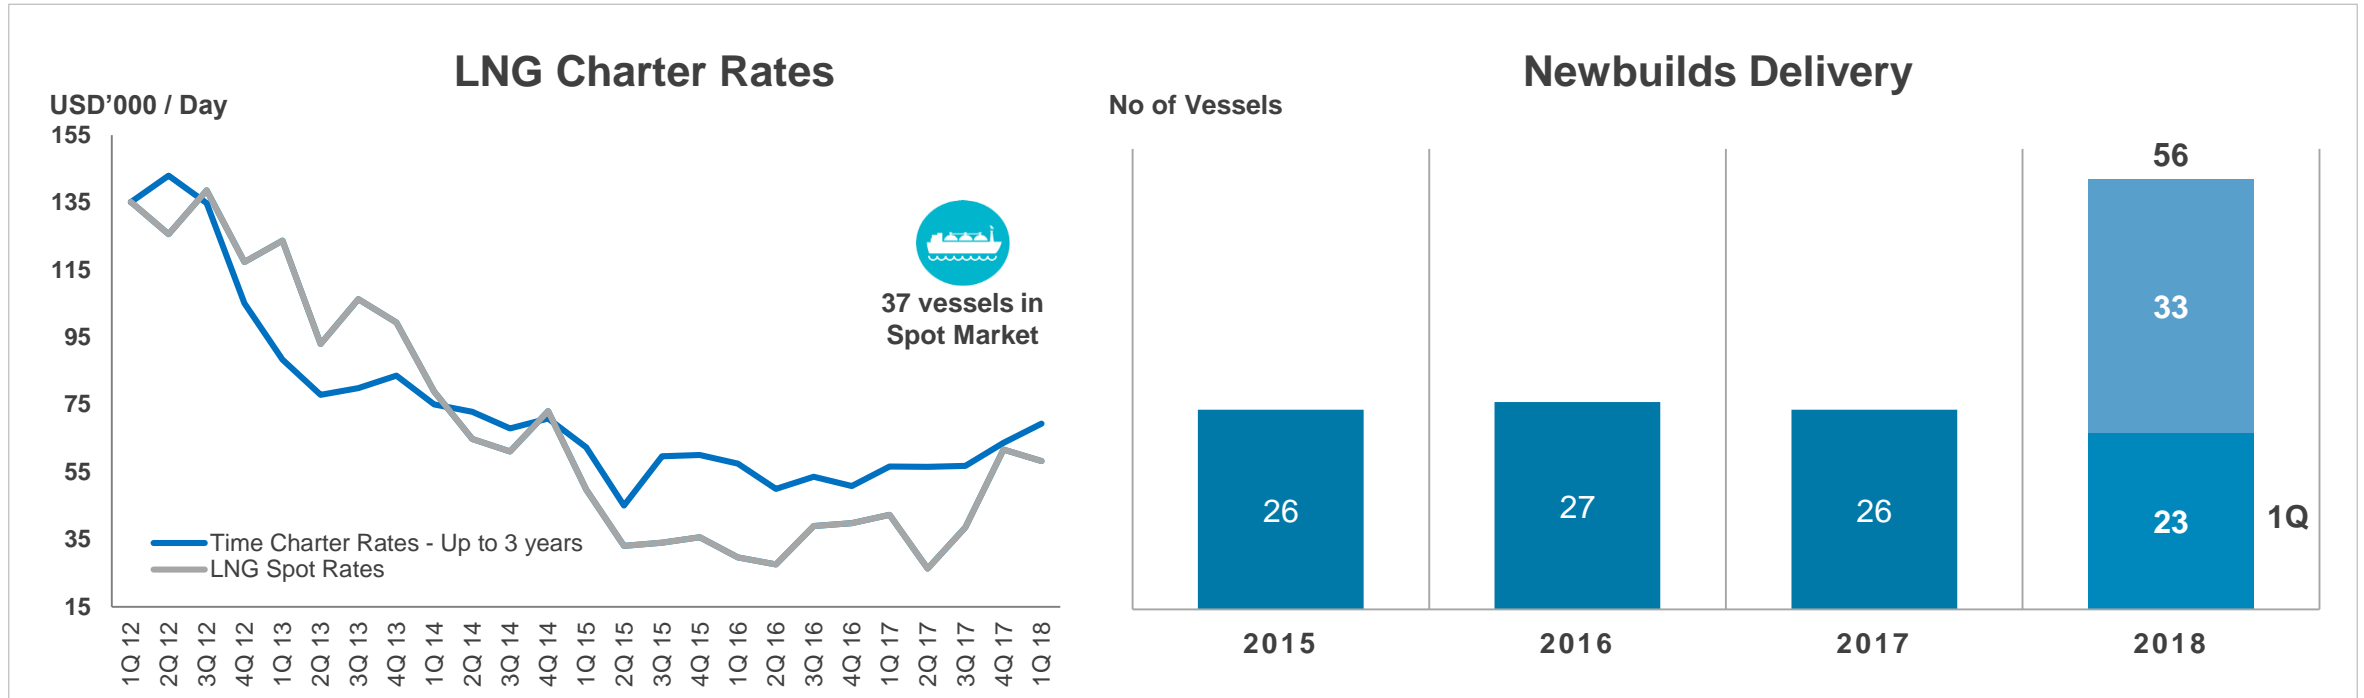 LNG Charter Rates
USD’000 / Day
155
135
115
95
75
55
35
15
37 vessels in
Spot Market
Time Charter Rates - Up to 3 years
LNG Spot Rates
1Q 12
2Q 12
3Q 12
4Q 12
1Q 13
2Q 13
3Q 13
4Q 13
1Q 14
2Q 14
3Q 14
4Q 14
1Q 15
2Q 15
3Q 15
4Q 15
1Q 16
2Q 16
3Q 16
4Q 16
1Q 17
2Q 17
3Q 17
4Q 17
1Q 18
Newbuilds Delivery
No of Vessels
56
33
26
27
26
23
1Q
2015
2016
2017
2018